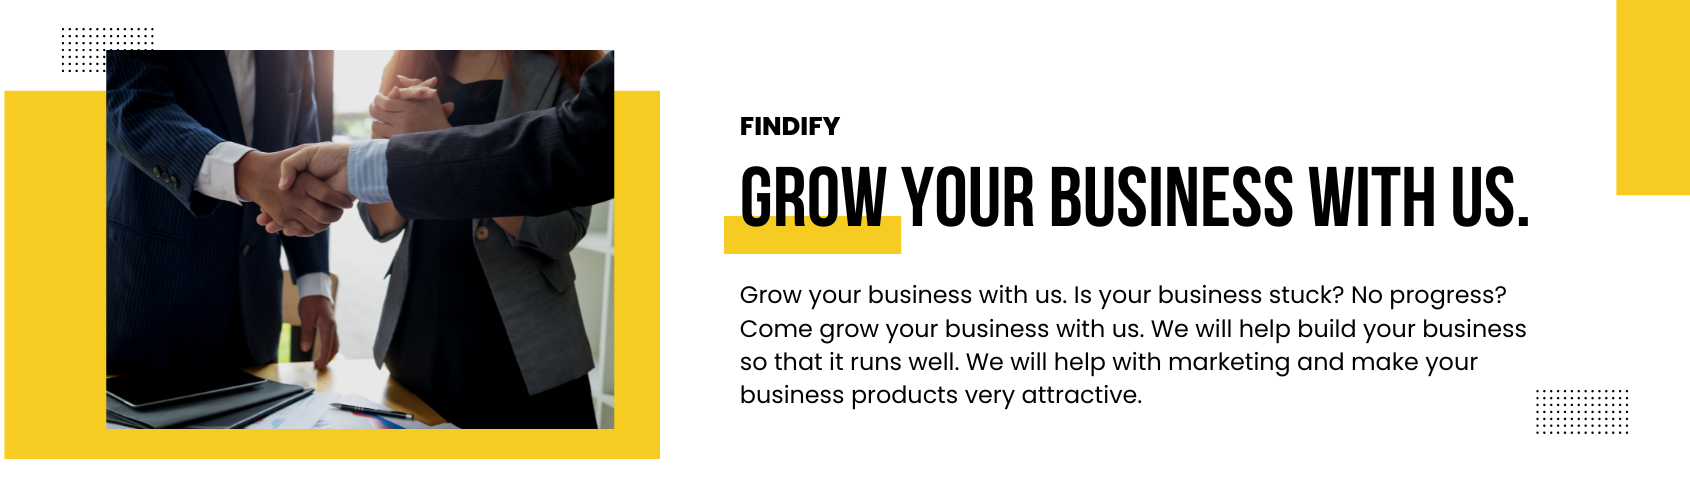 FINDIFY
GROW YOUR BUSINESS WITH US.
Grow your business with us. Is your business stuck? No progress?
Come grow your business with us. We will help build your business
so that it runs well. We will help with marketing and make your
business products very attractive.